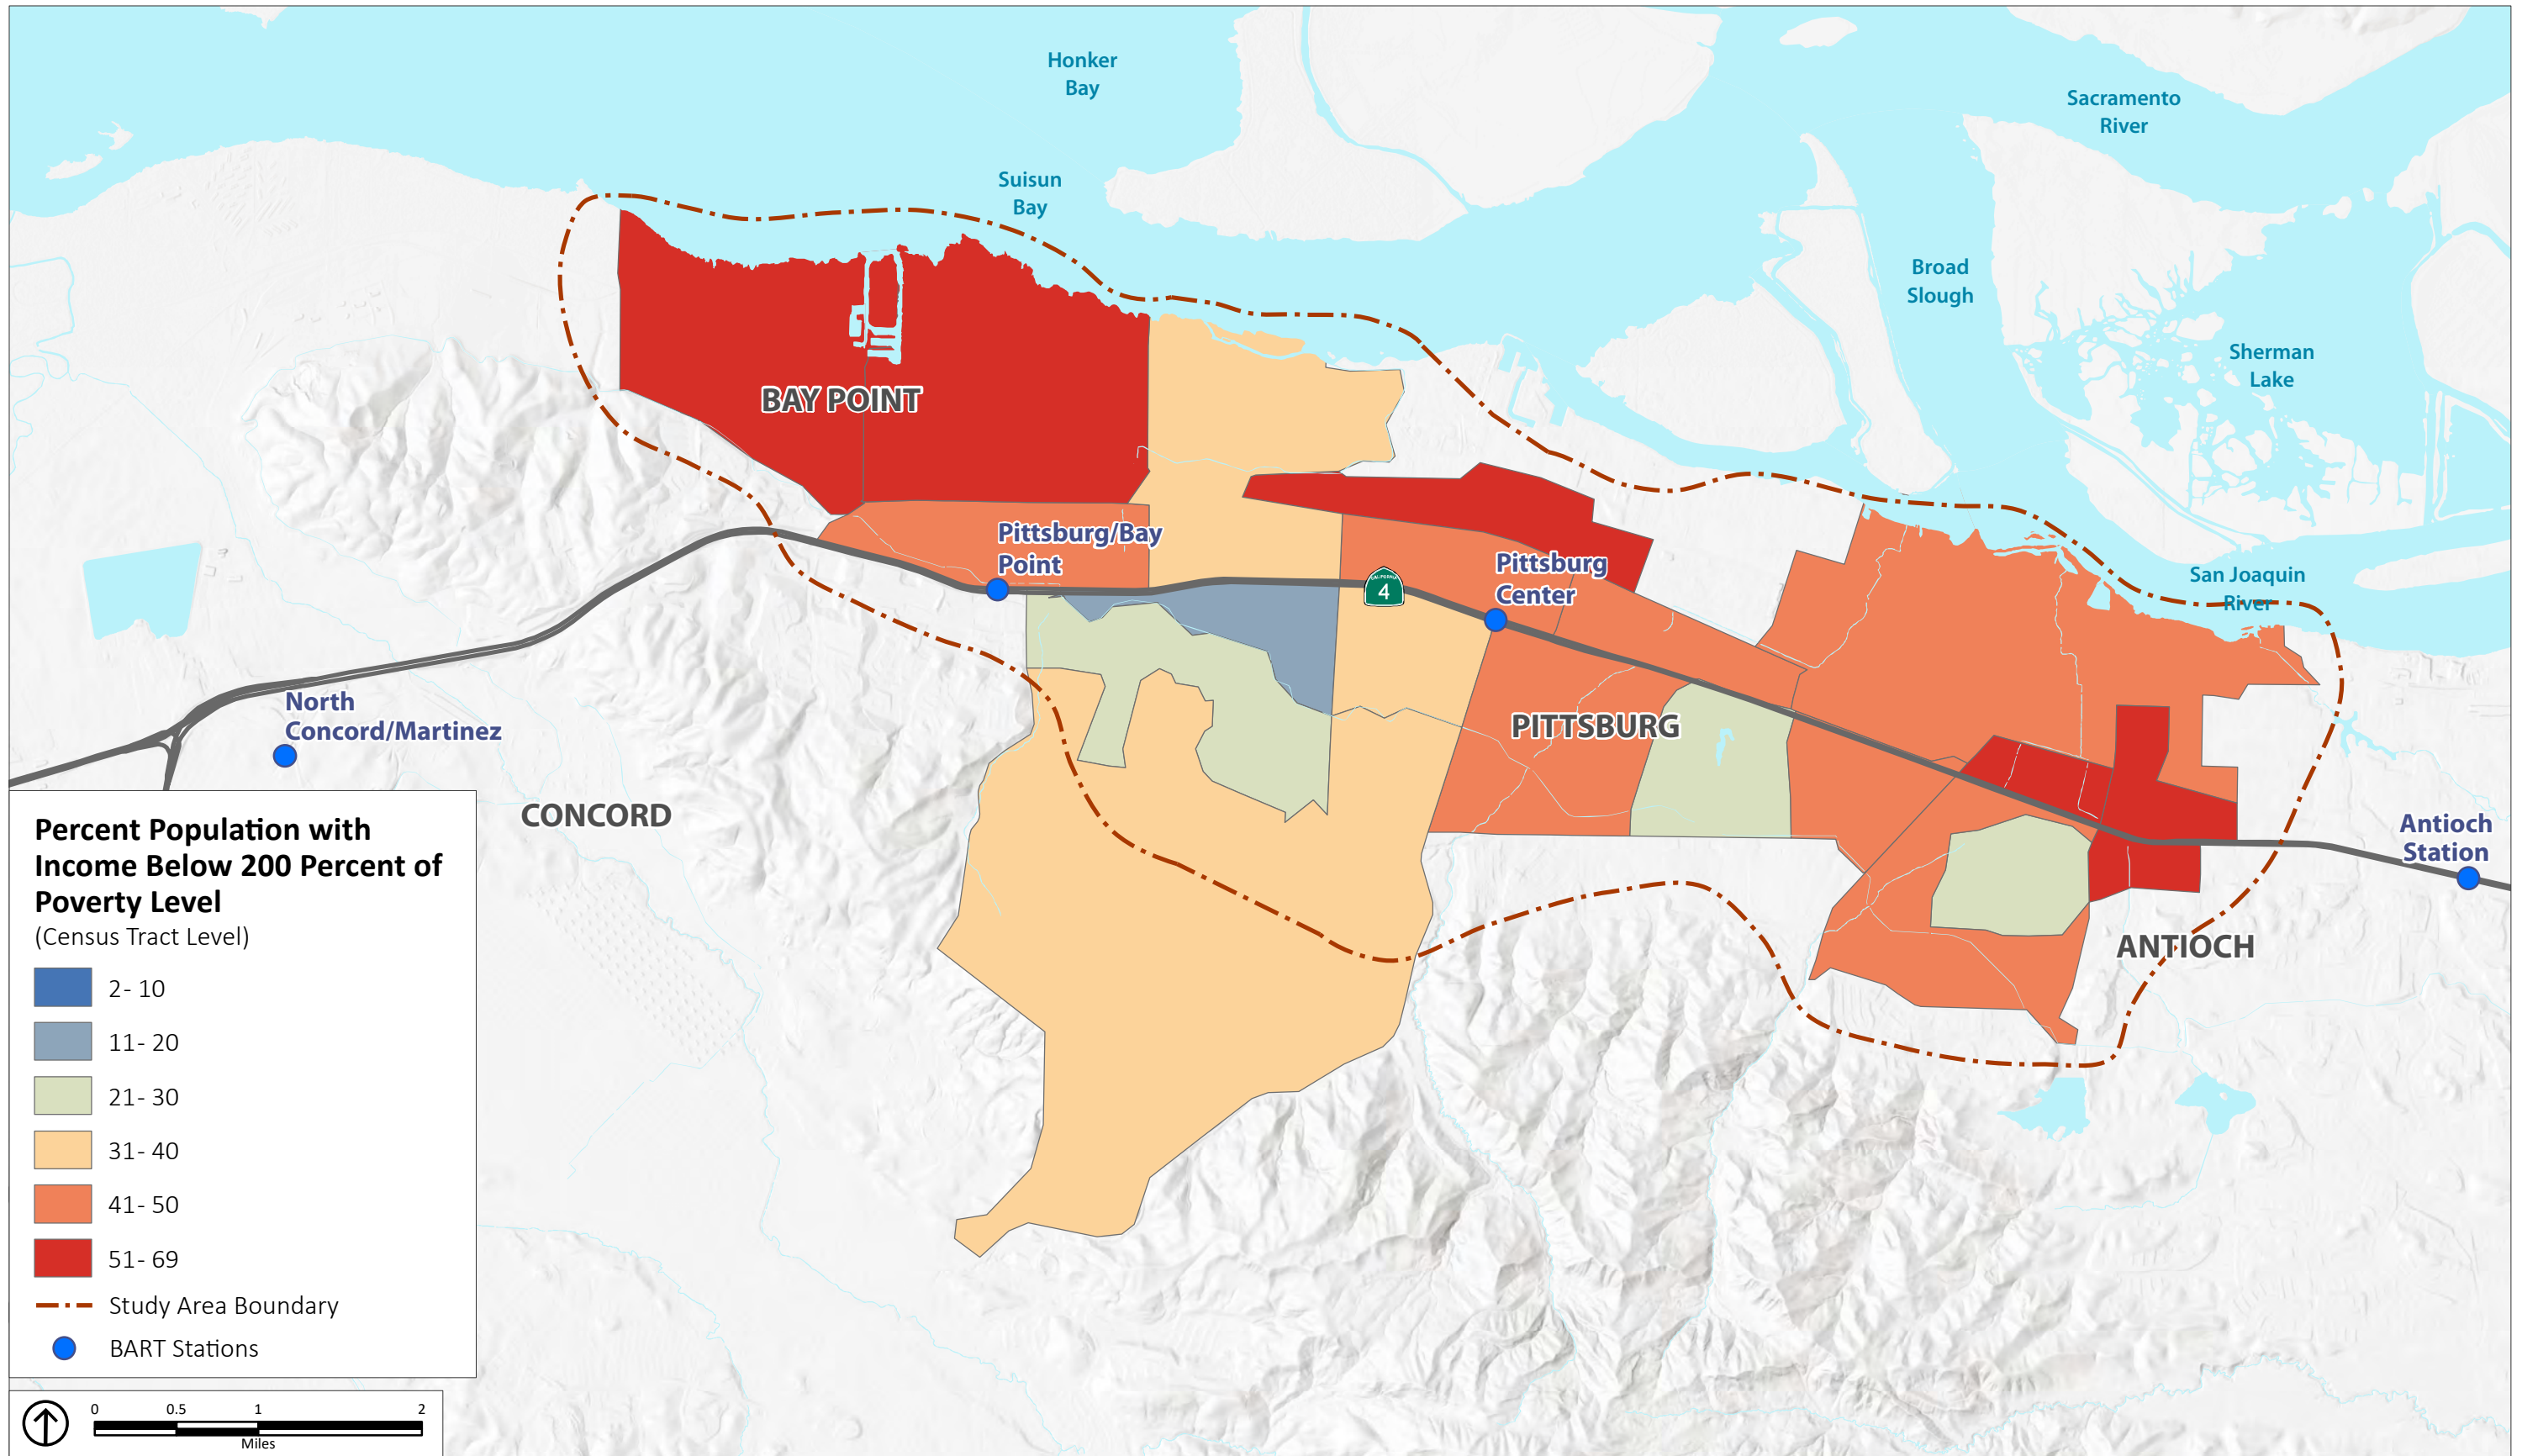 Honker
Bay
Sacramento
River
Suisun
Bay
Broad
Slough
Sherman
Lake
BAY POINT
Pittsburg/Bay
Point
Pittsburg
Center
CALIFORNIA
4
San Joaquin
River
North
Concord/Martinez
PITTSBURG
CONCORD
Antioch
Station
ANTIOCH
Percent Population with
Income Below 200 Percent of
Poverty Level
(Census Tract Level)
2- 10
11- 20
21- 30
31- 40
41- 50
51- 69
Study Area Boundary
BART Stations
0 0.5 1 2
Miles